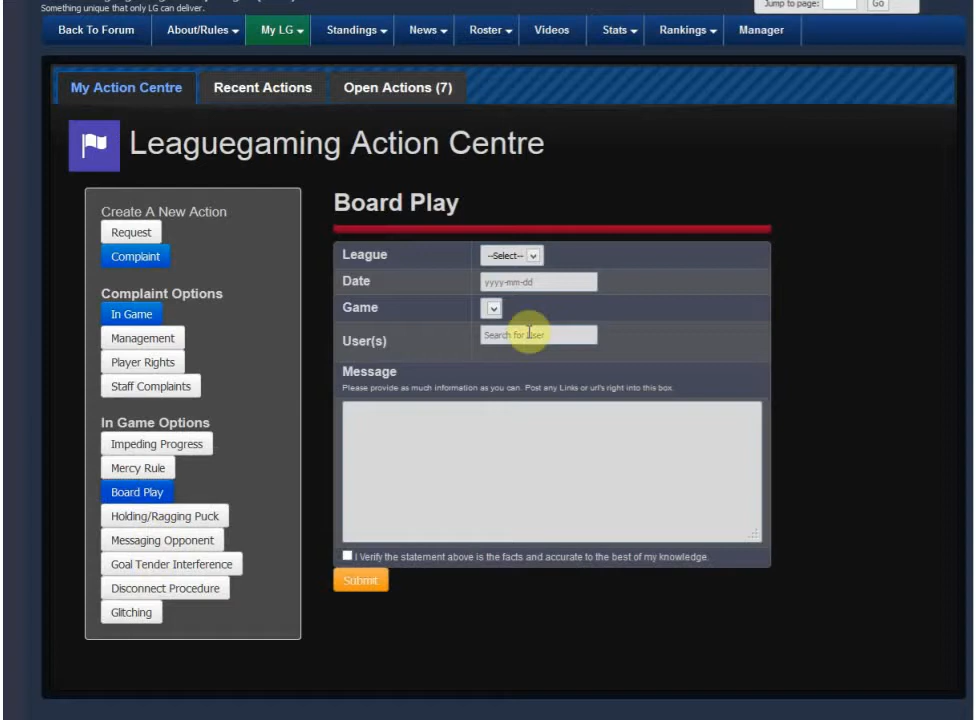 Something unique that only LG can deliver.
Jump to page:
Go
Back To Forum
About/Rules
My LG
Standings
News
Roster
Videos
Stats
Rankings
Manager
My Action Centre
Recent Actions
Open Actions (7)
Leaguegaming Action Centre
Create A New Action
Request
Complaint
Complaint Options
In Game
Management
Player Rights
Staff Complaints
In Game Options
Impeding Progress
Mercy Rule
Board Play
Holding/Ragging Puck
Messaging Opponent
Goal Tender Interference
Disconnect Procedure
Glitching
Board Play
League
--Select--
Date
yyyy-mm-dd
Game
User(s)
Search for User
Message
Please provide as much information as you can. Post any Links or url's right into this box.
I Verify the statement above is the facts and accurate to the best of my knowledge.
Submit